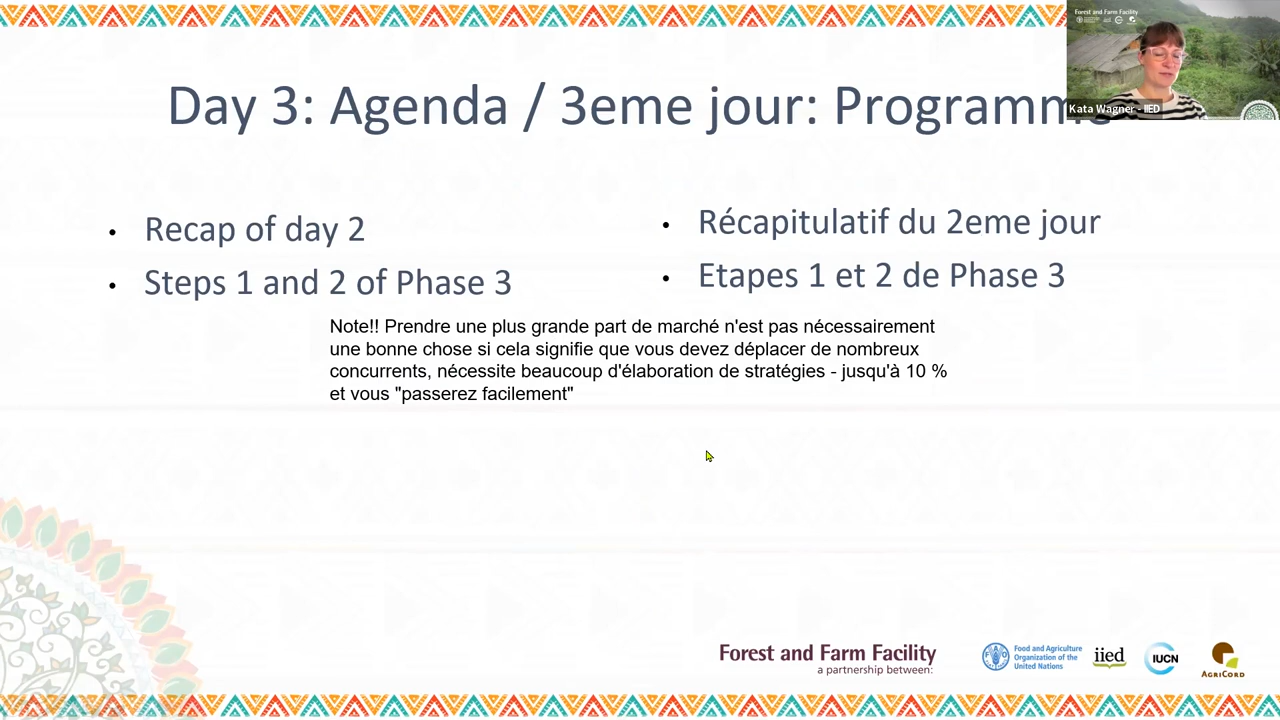 Forest and Farm Facility
Kata Wagner - IIED
Day 3: Agenda / 3eme jour: Programme
• Recap of day 2
• Steps 1 and 2 of Phase 3
• Récapitulatif du 2eme jour
• Etapes 1 et 2 de Phase 3
Note!! Prendre une plus grande part de marché n'est pas nécessairement
une bonne chose si cela signifie que vous devez déplacer de nombreux
concurrents, nécessite beaucoup d'élaboration de stratégies - jusqu'à 10 %
et vous "passerez facilement"
Forest and Farm Facility
a partnership between:
Food and Agriculture
Organization of the
United Nations
iied
IUCN
AGRICORD